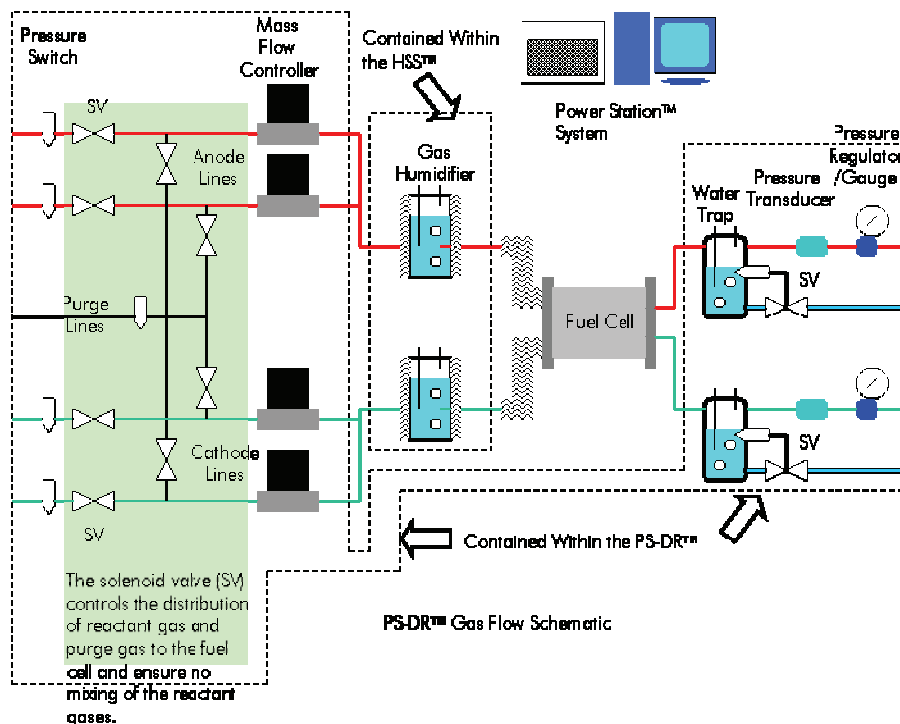 Pressure
Switch
Mass
Flow
Controller
Contained Within
the HSS™
Power Station™
System
SV
Anode
Lines
Gas
Humidifier
Water
Trap
Pressure
Transducer
Pressure
Regulator
/Gauge
Purge
Lines
Fuel Cell
SV
Cathode
Lines
SV
SV
Contained Within the PS-DR™
The solenoid valve (SV)
controls the distribution
of reactant gas and
purge gas to the fuel
cell and ensure no
mixing of the reactant
gases.
PS-DR™ Gas Flow Schematic